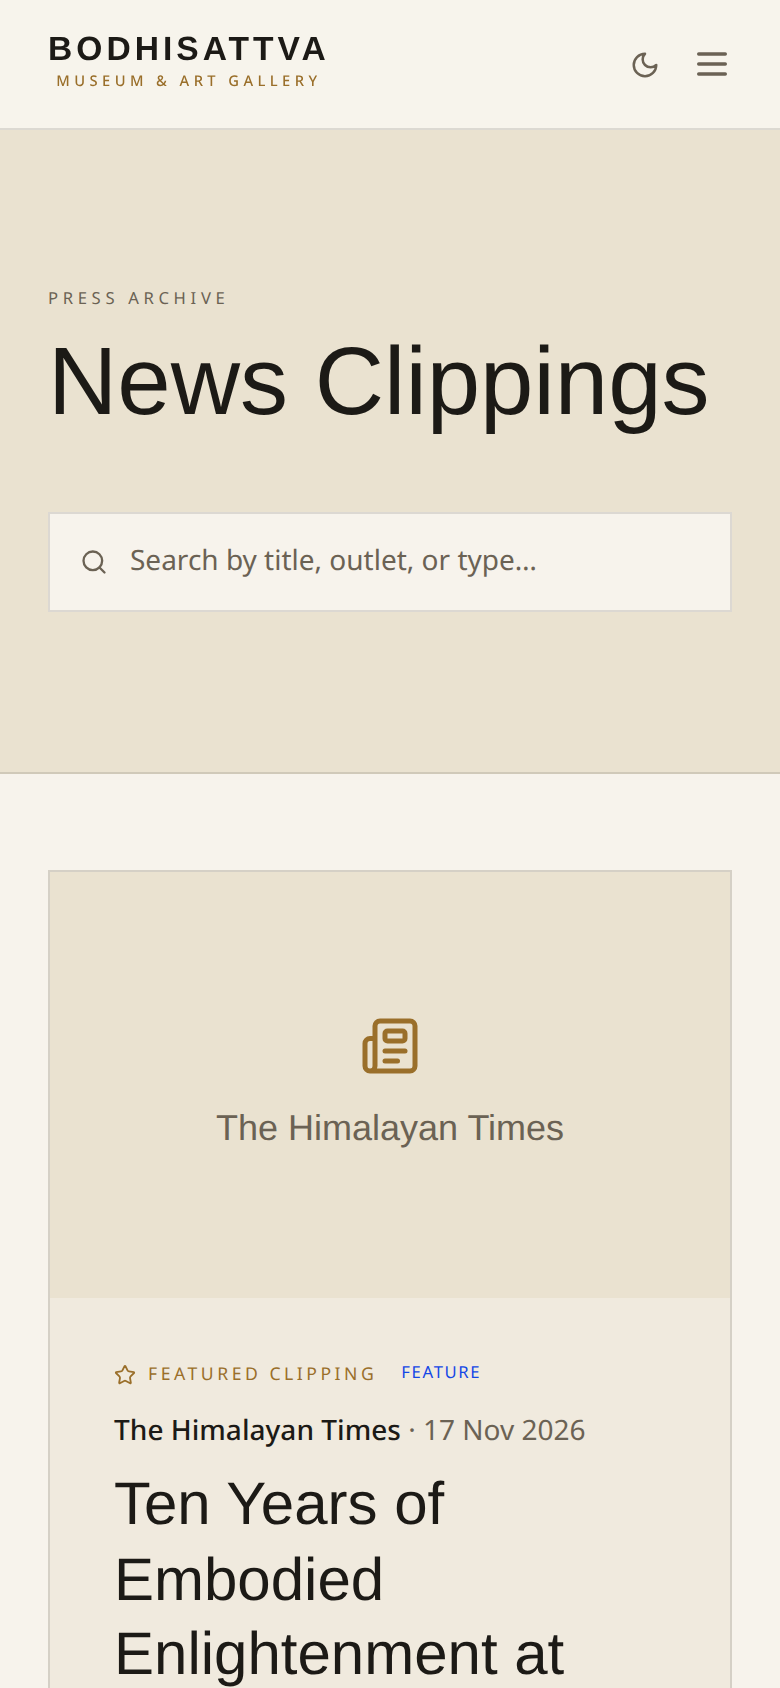 BODHISATTVA
MUSEUM & ART GALLERY
PRESS ARCHIVE
News Clippings
Search by title, outlet, or type...
The Himalayan Times
FEATURED CLIPPING FEATURE
The Himalayan Times · 17 Nov 2026
Ten Years of
Embodied
Enlightenment at